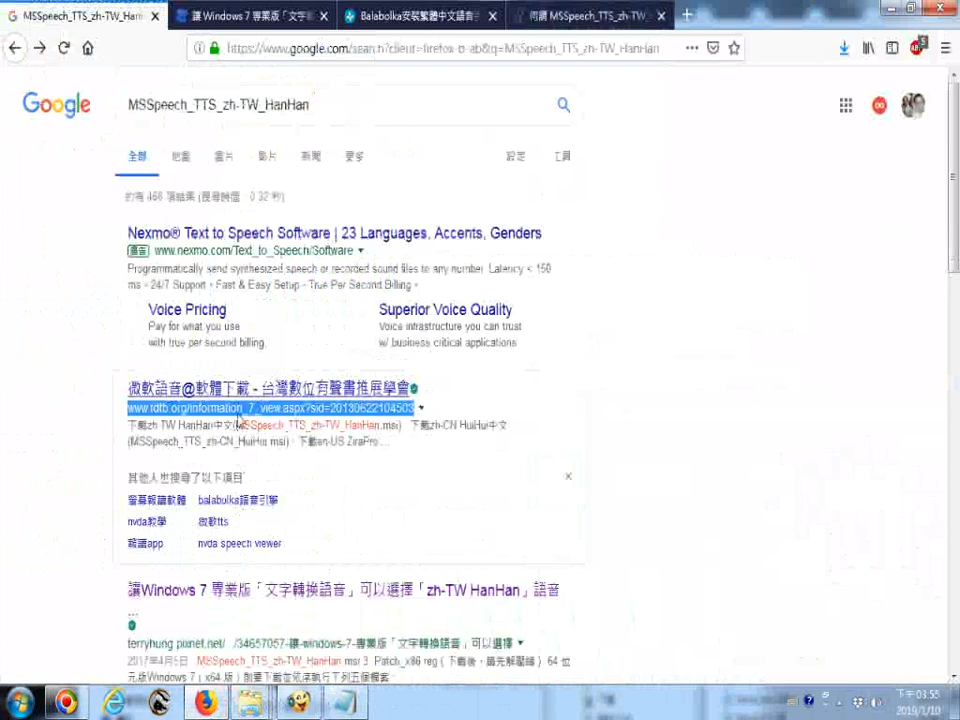 MSSpeech_TTS_zh-TW_Han
讓 Windows 7 專業版「文字
Balabolka安裝繁體中文語音
何謂 MSSpeech_TTS_zh-TW
https://www.google.com/search?client=firefox-b-ab&q=MSSpeech_TTS_zh-TW_HanHan
Google
MSSpeech_TTS_zh-TW_HanHan
全部 地圖 圖片 影片 新聞 更多 設定 工具
約有 468 項結果 (搜尋時間: 0.32 秒)
Nexmo® Text to Speech Software | 23 Languages, Accents, Genders
廣告 www.nexmo.com/Text_to_Speech/Software
Programmatically send synthesized speech or recorded sound files to any number. Latency < 150
ms · 24/7 Support · Fast & Easy Setup · True Per Second Billing ·
Voice Pricing
Pay for what you use
with true per second billing.
Superior Voice Quality
Voice infrastructure you can trust
w/ business critical applications
微軟語音@軟體下載 - 台灣數位有聲書推展學會
www.tdtb.org/information_7_view.aspx?sid=20130622104503
下載zh-TW HanHan中文(MSSpeech_TTS_zh-TW_HanHan.msi) 下載zh-CN HuiHui中文
(MSSpeech_TTS_zh-CN_HuiHui.msi) · 下載en-US ZiraPro ...
其他人也搜尋了以下項目
螢幕報讀軟體 balabolka語音引擎
nvda教學 微軟tts
報讀app nvda speech viewer
讓Windows 7 專業版「文字轉換語音」可以選擇「zh-TW HanHan」語音
...
terryhung.pixnet.net/.../34657057-讓-windows-7-專業版「文字轉換語音」可以選擇
2017年4月5日 MSSpeech_TTS_zh-TW_HanHan.msi 3. Patch_x86.reg ( 下載後，請先解壓縮 ) 64 位
元版Windows 7 ( x64 版 ) 則要下載並依序執行下列五個檔案
下午 03:55
2019/1/10